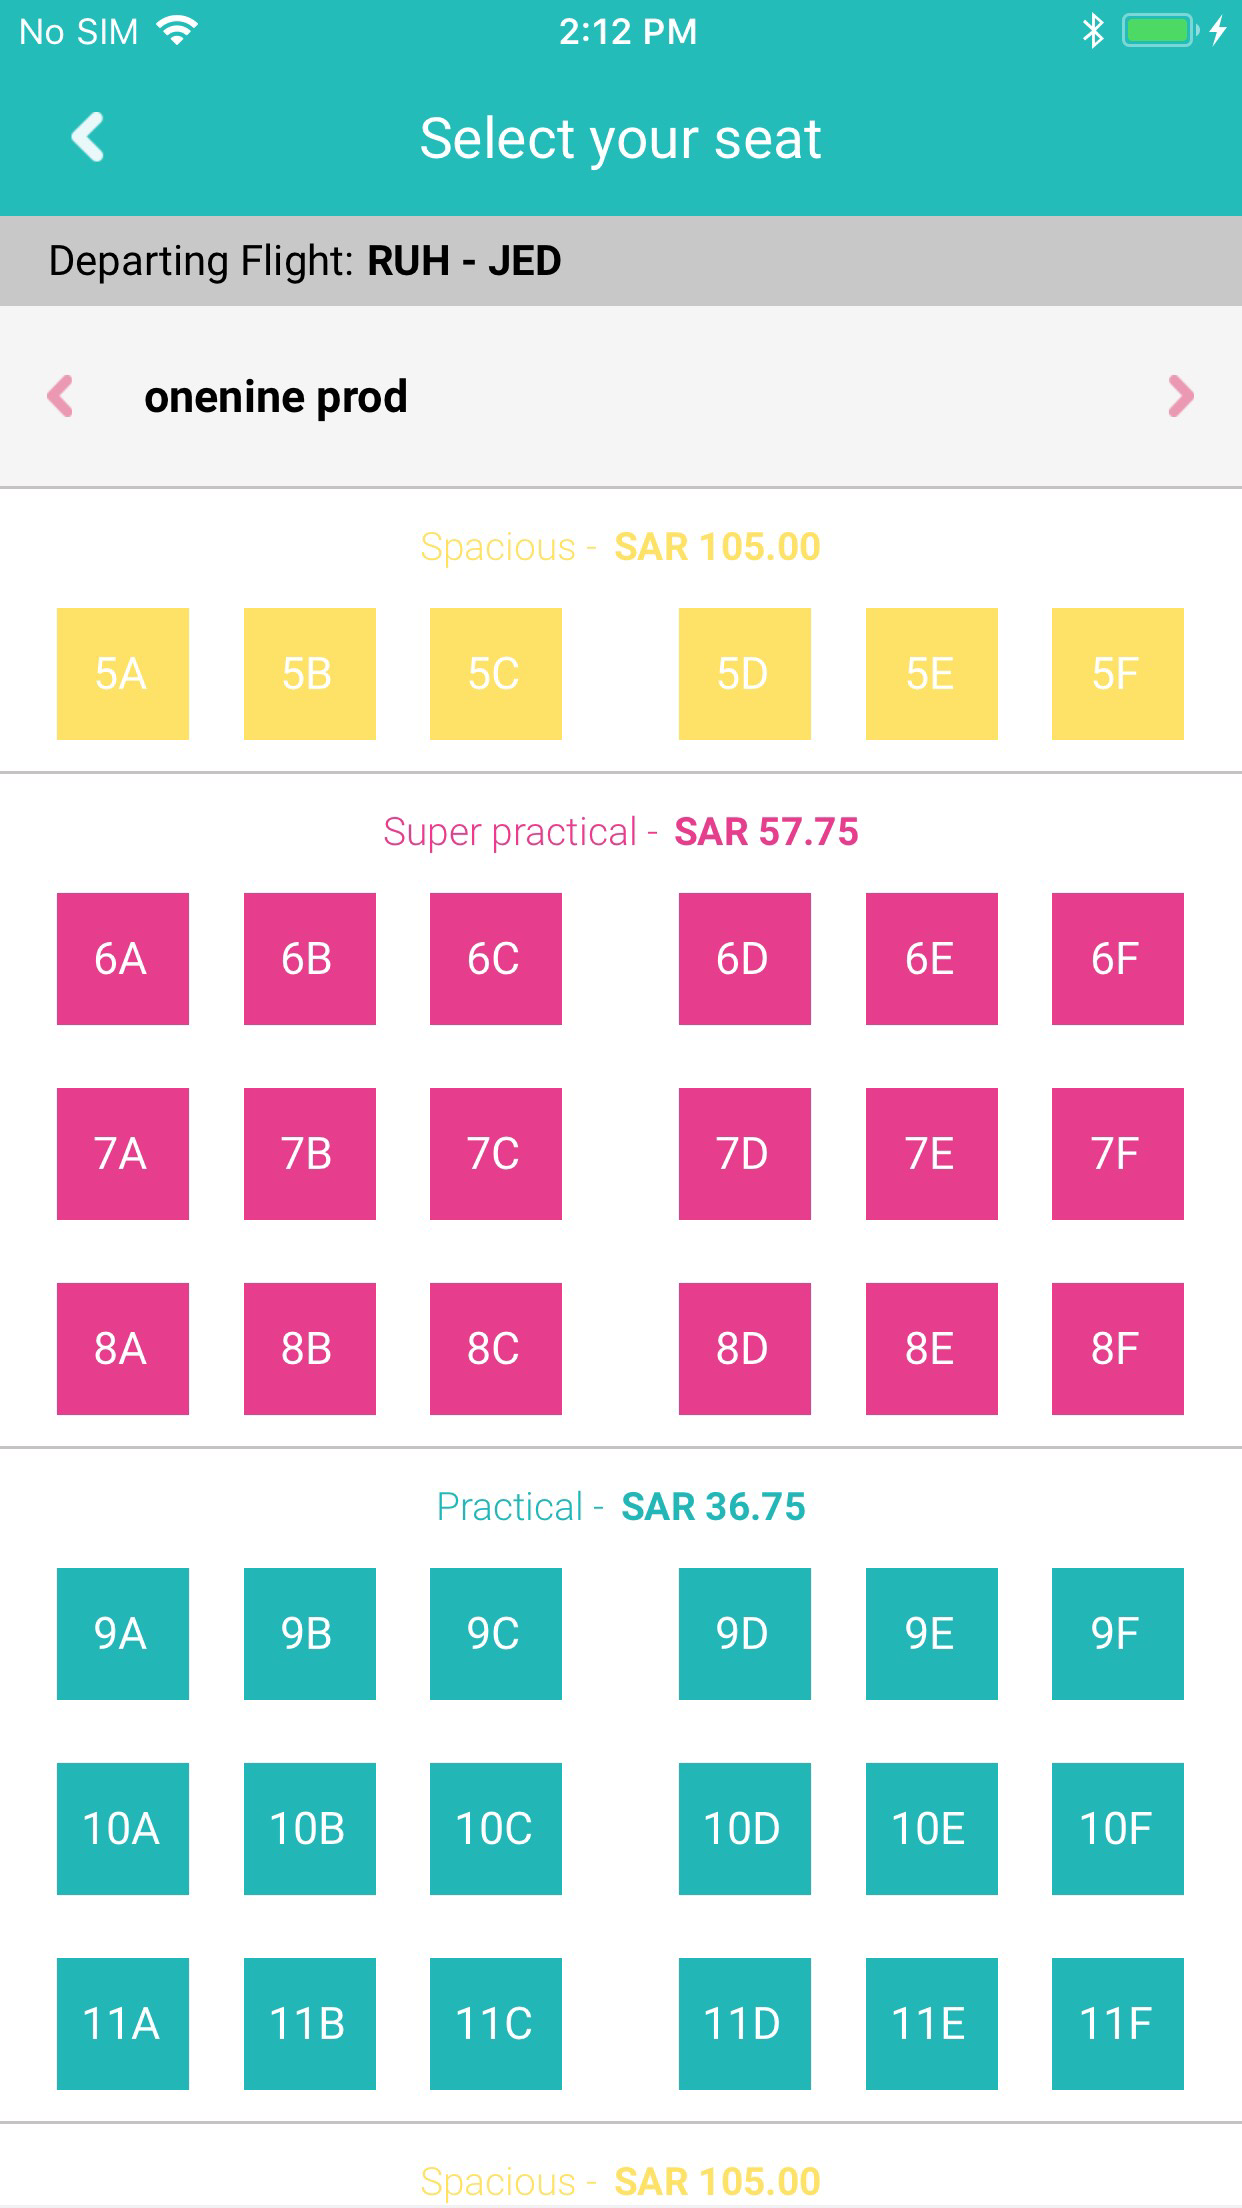 No SIM 2:12 PM
Select your seat
Departing Flight: RUH - JED
onenine prod
Spacious - SAR 105.00
5A 5B 5C 5D 5E 5F
Super practical - SAR 57.75
6A 6B 6C 6D 6E 6F
7A 7B 7C 7D 7E 7F
8A 8B 8C 8D 8E 8F
Practical - SAR 36.75
9A 9B 9C 9D 9E 9F
10A 10B 10C 10D 10E 10F
11A 11B 11C 11D 11E 11F
Spacious - SAR 105.00